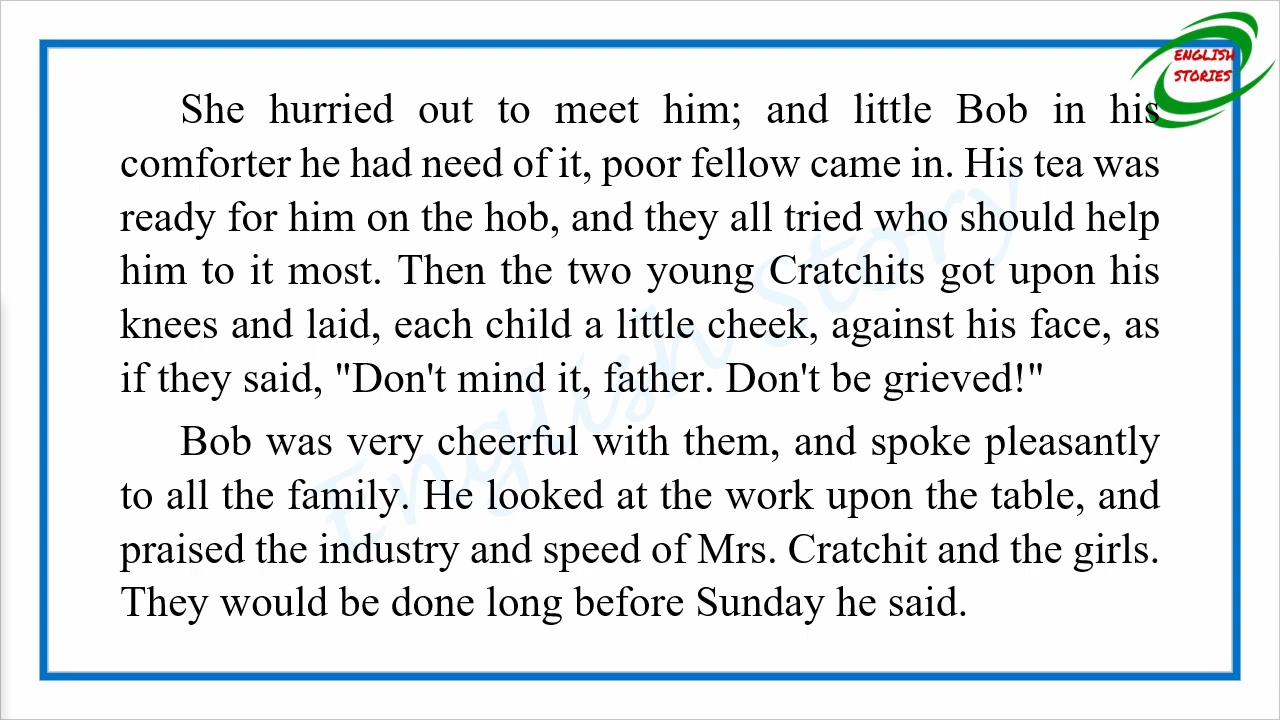 ENGLISH
STORIES
She hurried out to meet him; and little Bob in his
comforter he had need of it, poor fellow came in. His tea was
ready for him on the hob, and they all tried who should help
him to it most. Then the two young Cratchits got upon his
knees and laid, each child a little cheek, against his face, as
if they said, "Don't mind it, father. Don't be grieved!"
Bob was very cheerful with them, and spoke pleasantly
to all the family. He looked at the work upon the table, and
praised the industry and speed of Mrs. Cratchit and the girls.
They would be done long before Sunday he said.
English Story